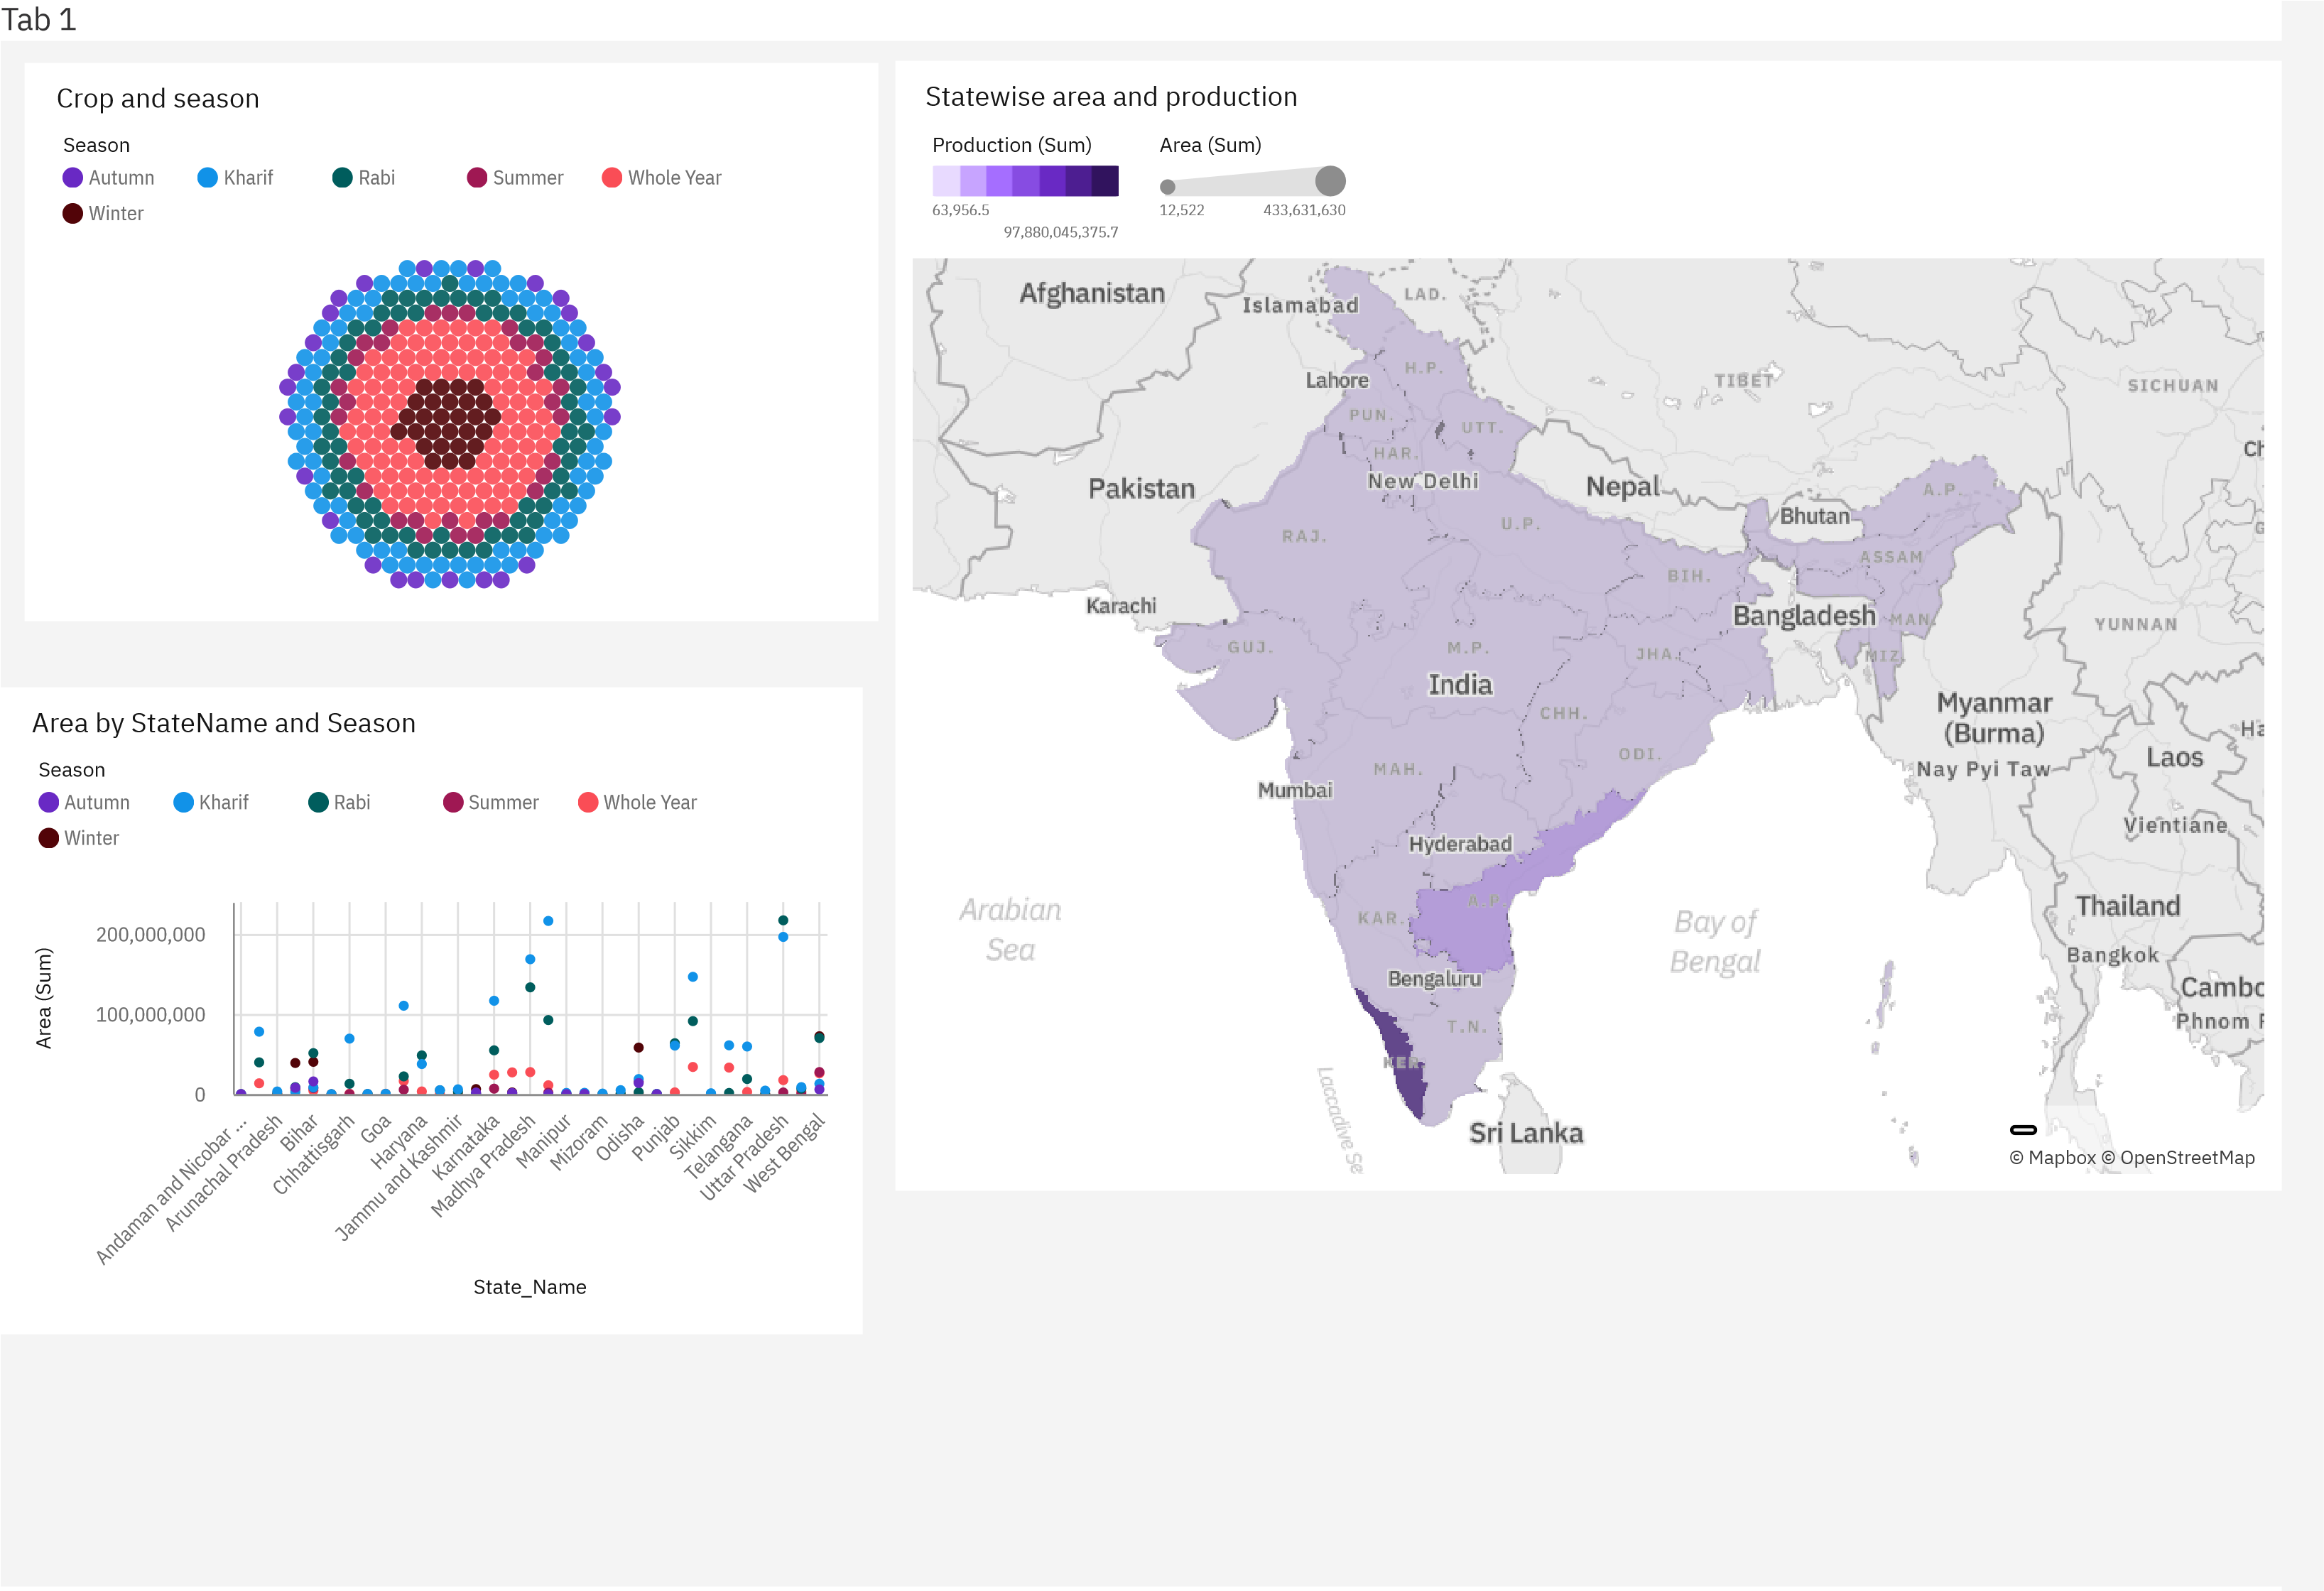 Tab 1
Crop and season
Season
Autumn
Kharif
Rabi
Summer
Whole Year
Winter
Statewise area and production
Production (Sum)
63,956.5
97,880,045,375.7
Area (Sum)
12,522
433,631,630
Afghanistan
Islamabad
LAD.
H.P.
Lahore
TIBET
SICHUAN
PUN.
UTT.
HAR.
New Delhi
Pakistan
Nepal
A.P.
Bhutan
RAJ.
U.P.
ASSAM
BIH.
Karachi
Bangladesh
MAN.
YUNNAN
GUJ.
M.P.
JHA.
MIZ.
India
CHH.
Myanmar
(Burma)
ODI.
Laos
MAH.
Nay Pyi Taw
Mumbai
Vientiane
Hyderabad
A.P.
Thailand
Arabian
Sea
KAR.
Bay of
Bengal
Bangkok
Bengaluru
Cambo
Phnom P
T.N.
KER.
Laccadive Se
Sri Lanka
© Mapbox © OpenStreetMap
Area by StateName and Season
Season
Autumn
Kharif
Rabi
Summer
Whole Year
Winter
Area (Sum)
200,000,000
100,000,000
0
Andaman and Nicobar ...
Arunachal Pradesh
Bihar
Chhattisgarh
Goa
Haryana
Jammu and Kashmir
Karnataka
Madhya Pradesh
Manipur
Mizoram
Odisha
Punjab
Sikkim
Telangana
Uttar Pradesh
West Bengal
State_Name